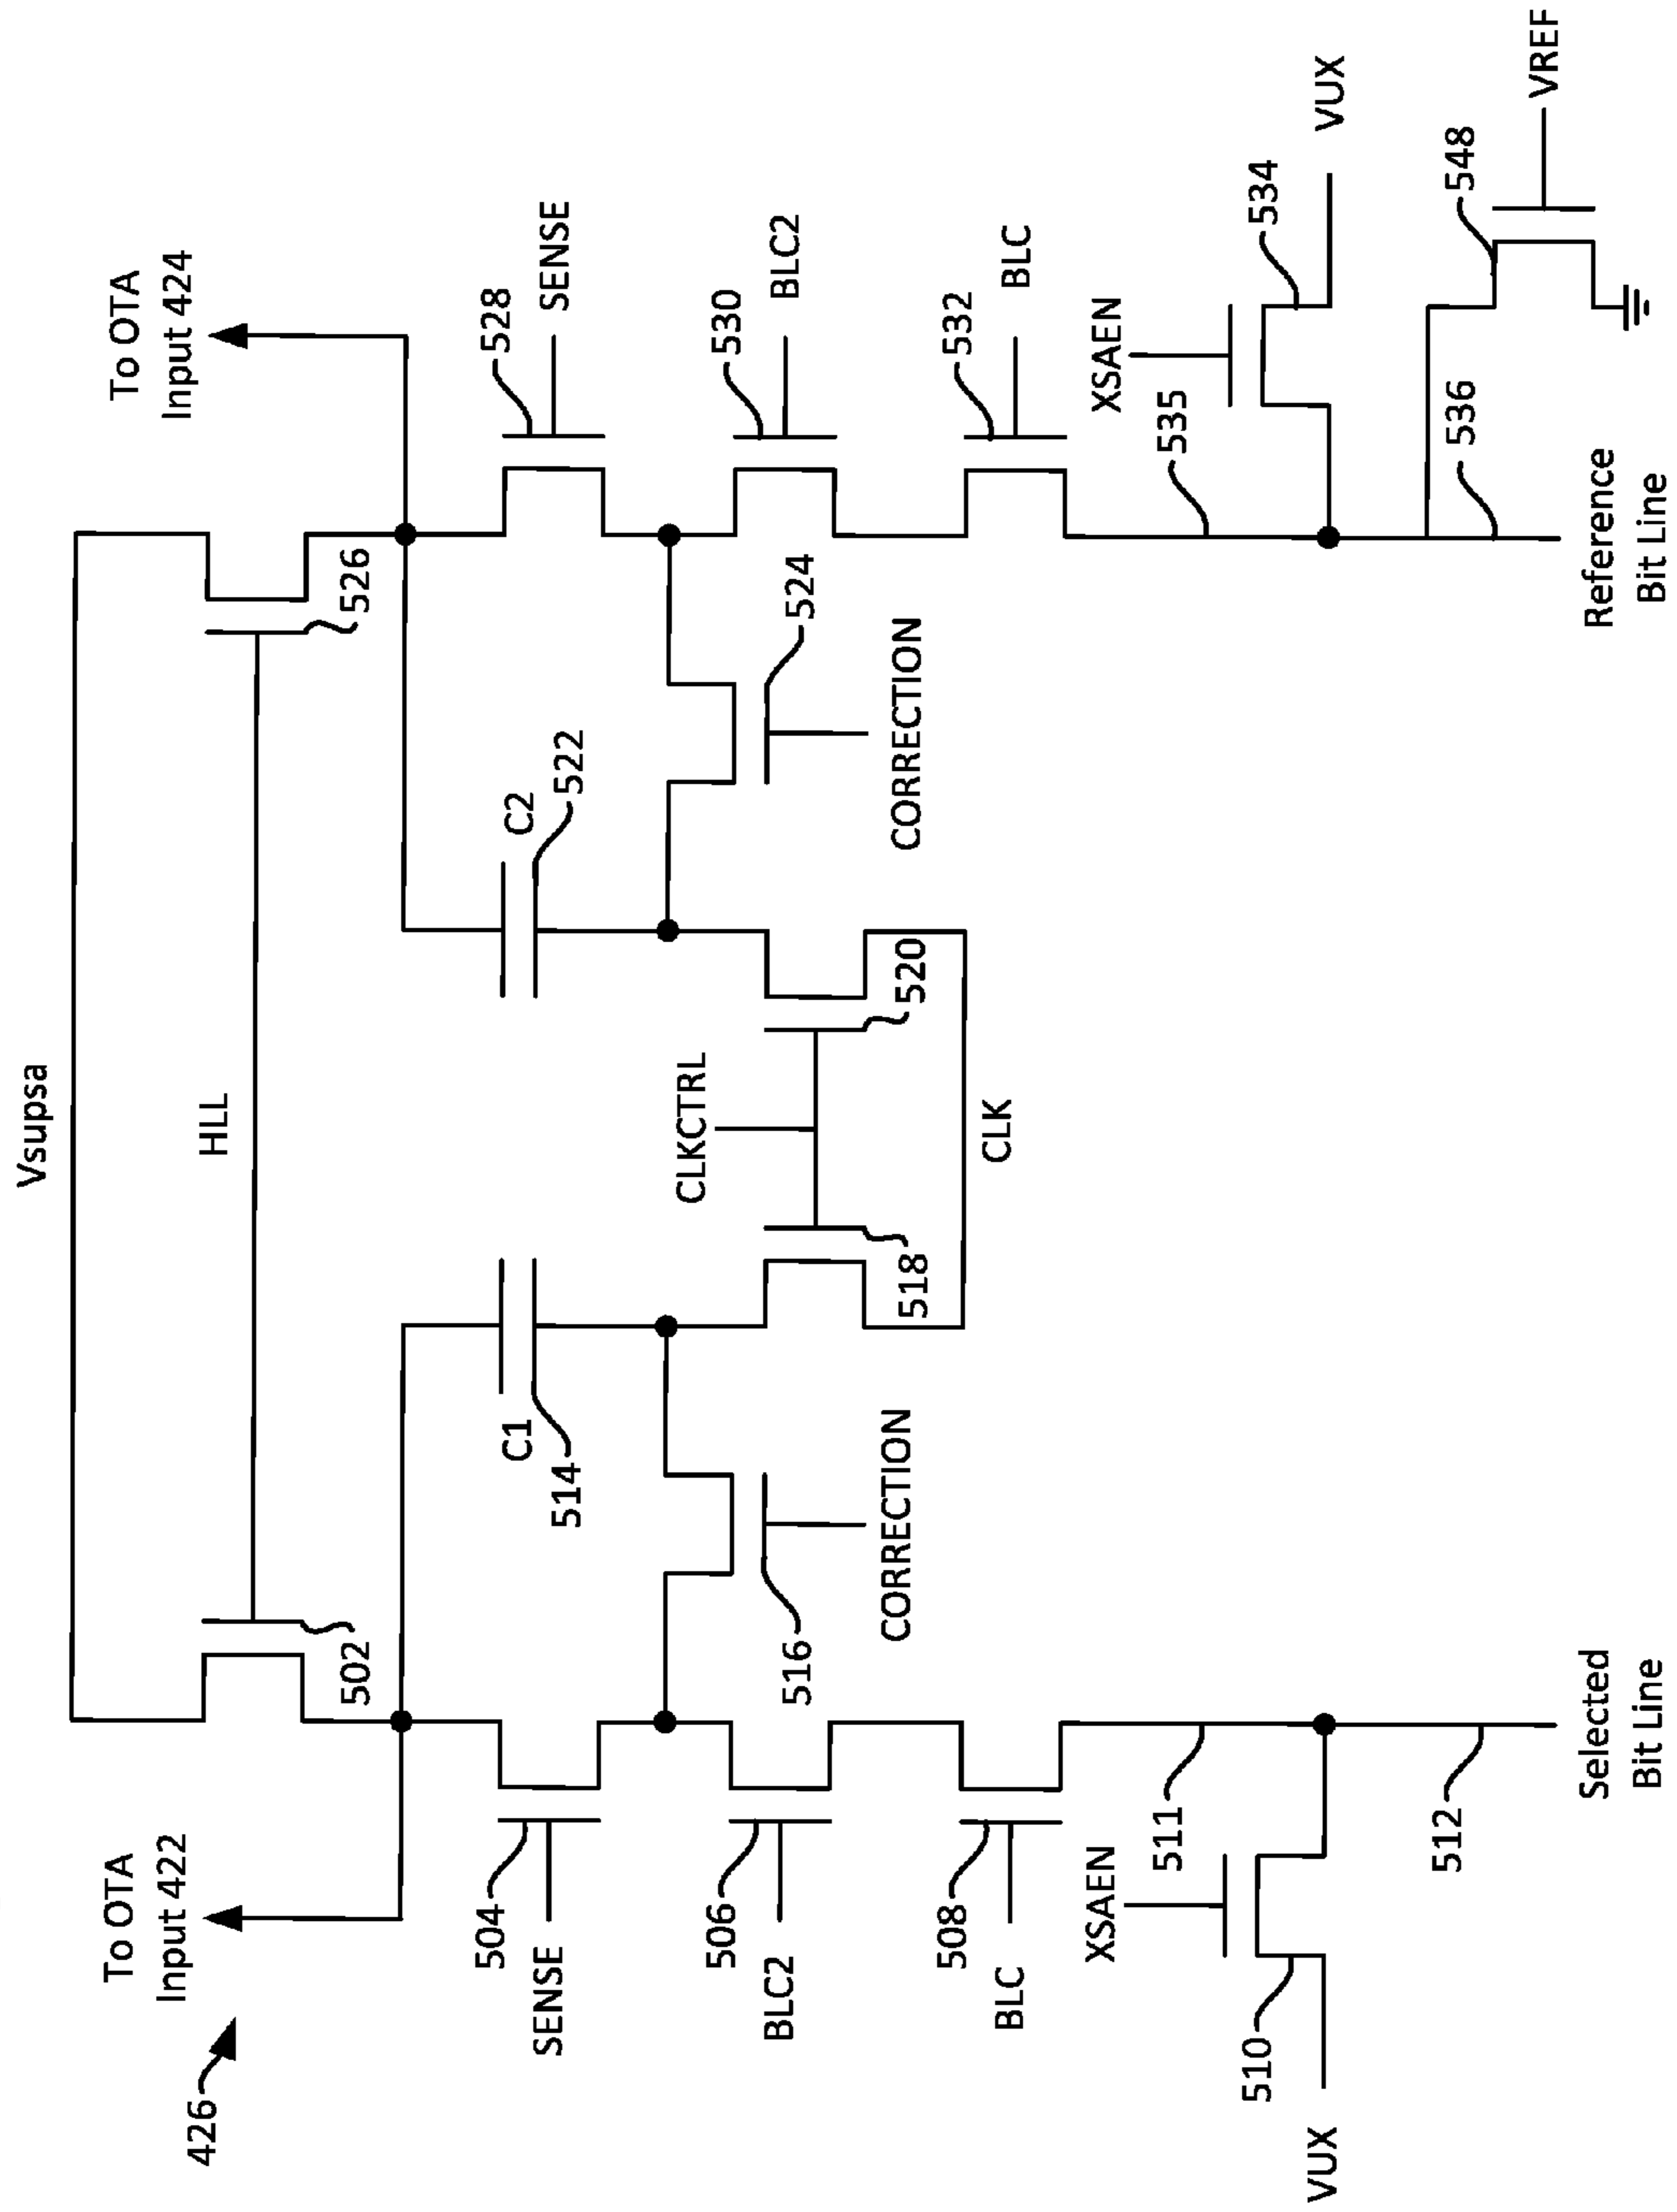 Vsupsa
HLL
To OTA
Input 422
426
502
504
SENSE
506
BLC2
508
BLC
XSAEN
510
VUX
511
512
Selected
Bit Line
C1
514
516
CORRECTION
CLKCTRL
518
520
CLK
C2
522
524
CORRECTION
To OTA
Input 424
526
528
SENSE
530
BLC2
532
BLC
XSAEN
534
VUX
535
536
548
VREF
Reference
Bit Line